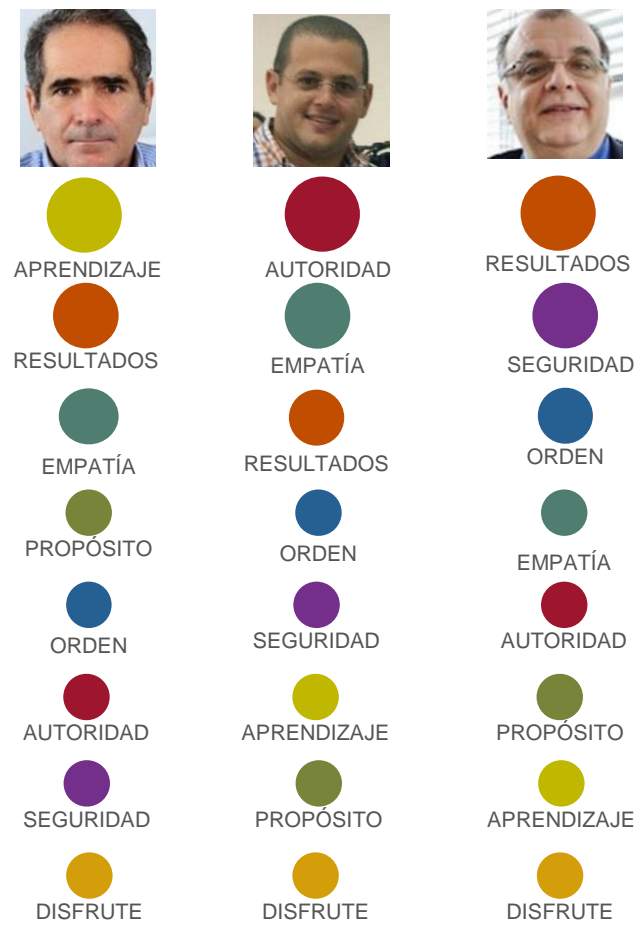 APRENDIZAJE AUTORIDAD RESULTADOS
RESULTADOS EMPATÍA SEGURIDAD
EMPATÍA RESULTADOS ORDEN
PROPÓSITO ORDEN EMPATÍA
ORDEN SEGURIDAD AUTORIDAD
AUTORIDAD APRENDIZAJE PROPÓSITO
SEGURIDAD PROPÓSITO APRENDIZAJE
DISFRUTE DISFRUTE DISFRUTE